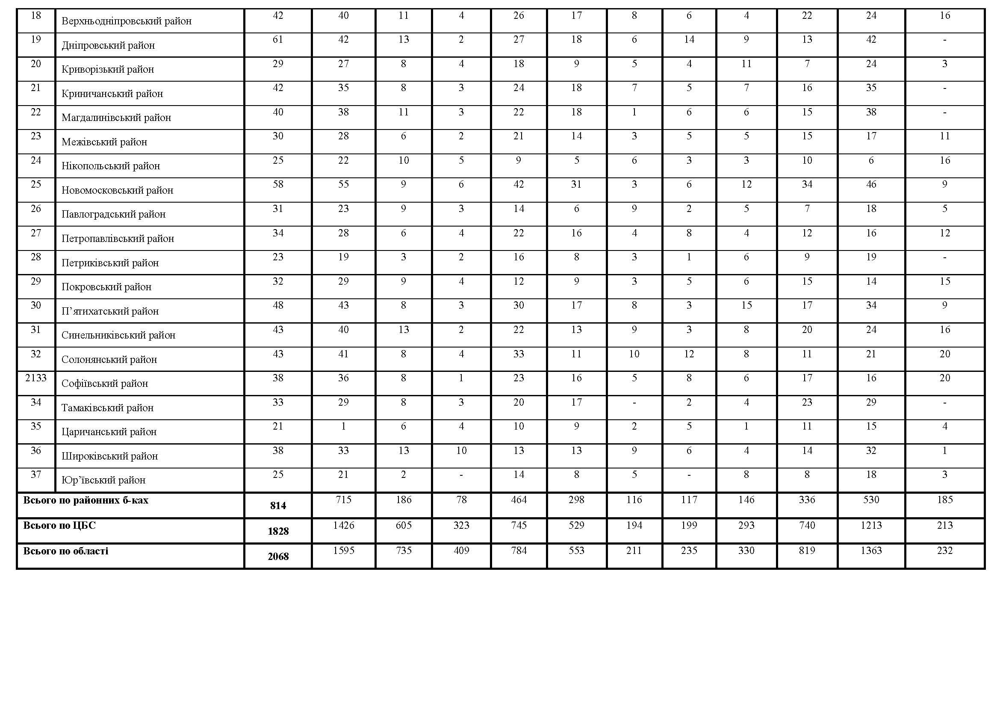 18 Верхньодніпровський район 42 40 11 4 26 17 8 6 4 22 24 16
19 Дніпровський район 61 42 13 2 27 18 6 14 9 13 42 -
20 Криворізький район 29 27 8 4 18 9 5 4 11 7 24 3
21 Криничанський район 42 35 8 3 24 18 7 5 7 16 35 -
22 Магдалинівський район 40 38 11 3 22 18 1 6 6 15 38 -
23 Межівський район 30 28 6 2 21 14 3 5 5 15 17 11
24 Нікопольський район 25 22 10 5 9 5 6 3 3 10 6 16
25 Новомосковський район 58 55 9 6 42 31 3 6 12 34 46 9
26 Павлоградський район 31 23 9 3 14 6 9 2 5 7 18 5
27 Петропавлівський район 34 28 6 4 22 16 4 8 4 12 16 12
28 Петриківський район 23 19 3 2 16 8 3 1 6 9 19 -
29 Покровський район 32 29 9 4 12 9 3 5 6 15 14 15
30 П’ятихатський район 48 43 8 3 30 17 8 3 15 17 34 9
31 Синельниківський район 43 40 13 2 22 13 9 3 8 20 24 16
32 Солонянський район 43 41 8 4 33 11 10 12 8 11 21 20
2133 Софіївський район 38 36 8 1 23 16 5 8 6 17 16 20
34 Тамаківський район 33 29 8 3 20 17 - 2 4 23 29 -
35 Царичанський район 21 1 6 4 10 9 2 5 1 11 15 4
36 Широківський район 38 33 13 10 13 13 9 6 4 14 32 1
37 Юр’ївський район 25 21 2 - 14 8 5 - 8 8 18 3
Всього по районних б-ках 814 715 186 78 464 298 116 117 146 336 530 185
Всього по ЦБС 1828 1426 605 323 745 529 194 199 293 740 1213 213
Всього по області 2068 1595 735 409 784 553 211 235 330 819 1363 232